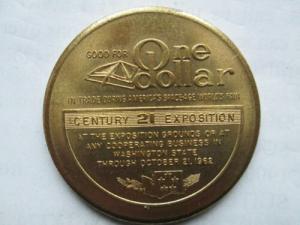 GOOD FOR One
dollar
IN TRADE DURING AMERICA'S SPACE-AGE WORLD'S FAIR
CENTURY 21 EXPOSITION
AT THE EXPOSITION GROUNDS OR AT
ANY COOPERATING BUSINESS IN
WASHINGTON STATE
THROUGH OCTOBER 21, 1962